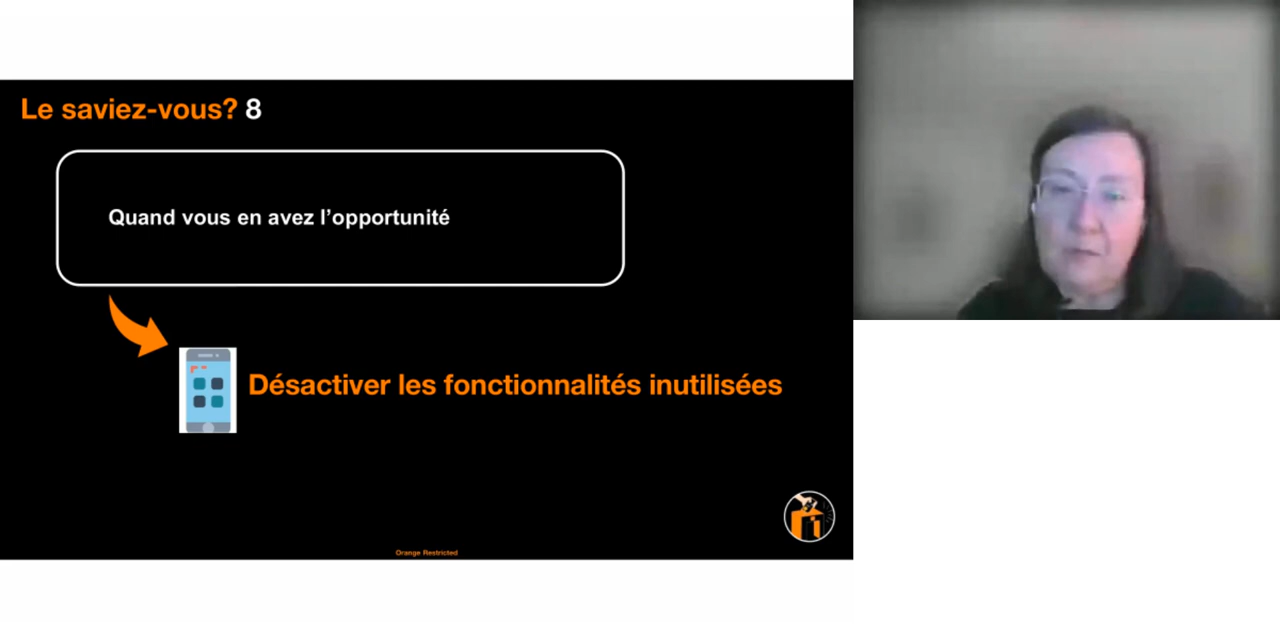 Le saviez-vous? 8
Quand vous en avez l’opportunité
Désactiver les fonctionnalités inutilisées
Orange Restricted